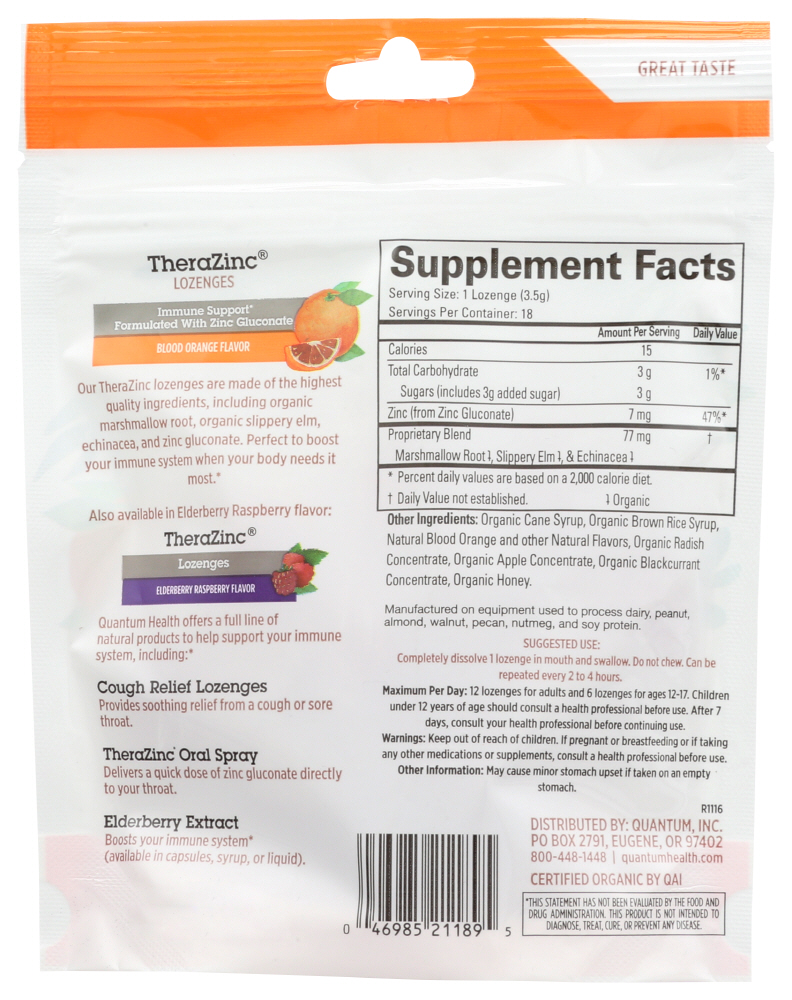 GREAT TASTE
TheraZinc®
LOZENGES
Immune Support*
Formulated With Zinc Gluconate
BLOOD ORANGE FLAVOR
Our TheraZinc lozenges are made of the highest
quality ingredients, including organic
marshmallow root, organic slippery elm,
echinacea, and zinc gluconate. Perfect to boost
your immune system when your body needs it
most.*
Also available in Elderberry Raspberry flavor:
TheraZinc®
Lozenges
ELDERBERRY RASPBERRY FLAVOR
Quantum Health offers a full line of
natural products to help support your immune
system, including:*
Cough Relief Lozenges
Provides soothing relief from a cough or sore
throat.
TheraZinc Oral Spray
Delivers a quick dose of zinc gluconate directly
to your throat.
Elderberry Extract
Boosts your immune system*
(available in capsules, syrup, or liquid).
Supplement Facts
Serving Size: 1 Lozenge (3.5g)
Servings Per Container: 18
Amount Per Serving Daily Value
Calories 15
Total Carbohydrate 3 g 1%*
Sugars (includes 3g added sugar) 3 g
Zinc (from Zinc Gluconate) 7 mg 47%*
Proprietary Blend 77 mg †
Marshmallow Root⇂, Slippery Elm⇂, & Echinacea⇂
* Percent daily values are based on a 2,000 calorie diet.
† Daily Value not established. ⇂ Organic
Other Ingredients: Organic Cane Syrup, Organic Brown Rice Syrup,
Natural Blood Orange and other Natural Flavors, Organic Radish
Concentrate, Organic Apple Concentrate, Organic Blackcurrant
Concentrate, Organic Honey.
Manufactured on equipment used to process dairy, peanut,
almond, walnut, pecan, nutmeg, and soy protein.
SUGGESTED USE:
Completely dissolve 1 lozenge in mouth and swallow. Do not chew. Can be
repeated every 2 to 4 hours.
Maximum Per Day: 12 lozenges for adults and 6 lozenges for ages 12-17. Children
under 12 years of age should consult a health professional before use. After 7
days, consult your health professional before continuing use.
Warnings: Keep out of reach of children. If pregnant or breastfeeding or if taking
any other medications or supplements, consult a health professional before use.
Other Information: May cause minor stomach upset if taken on an empty
stomach.
R1116
DISTRIBUTED BY: QUANTUM, INC.
PO BOX 2791, EUGENE, OR 97402
800-448-1448 | quantumhealth.com
CERTIFIED ORGANIC BY QAI
*THIS STATEMENT HAS NOT BEEN EVALUATED BY THE FOOD AND
DRUG ADMINISTRATION. THIS PRODUCT IS NOT INTENDED TO
DIAGNOSE, TREAT, CURE, OR PREVENT ANY DISEASE.
0 46985 21189 5